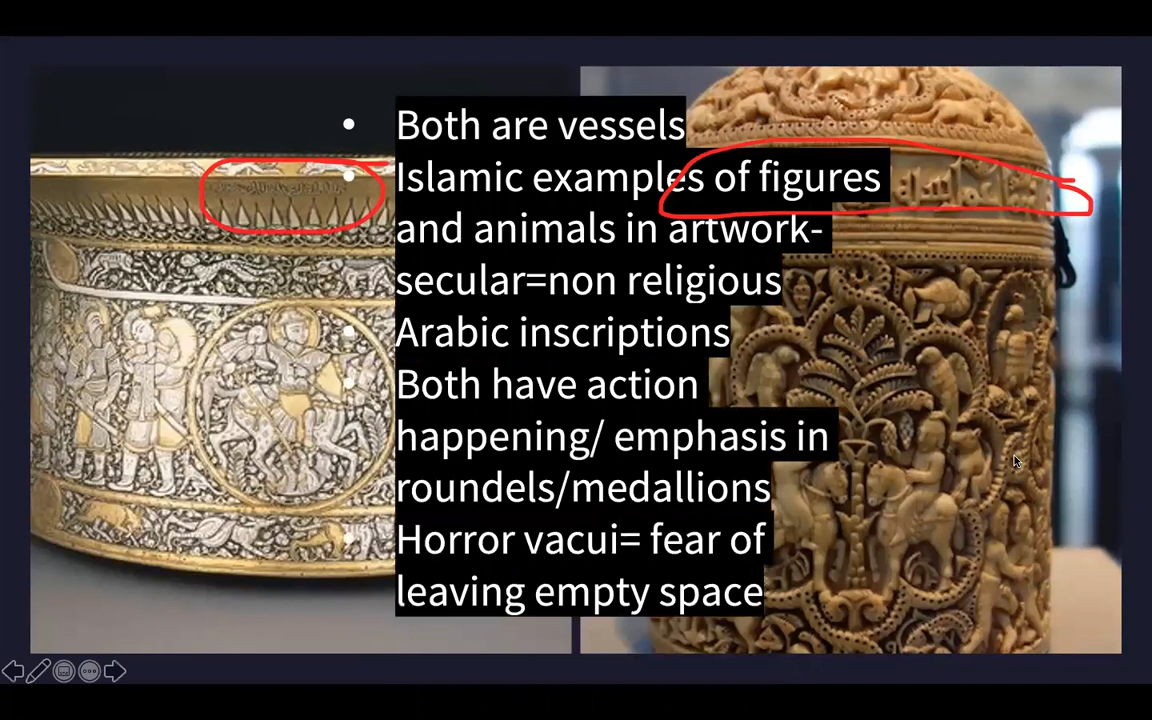 • Both are vessels
• Islamic examples of figures
and animals in artwork-
secular=non religious
• Arabic inscriptions
• Both have action
happening/ emphasis in
roundels/medallions
• Horror vacui= fear of
leaving empty space